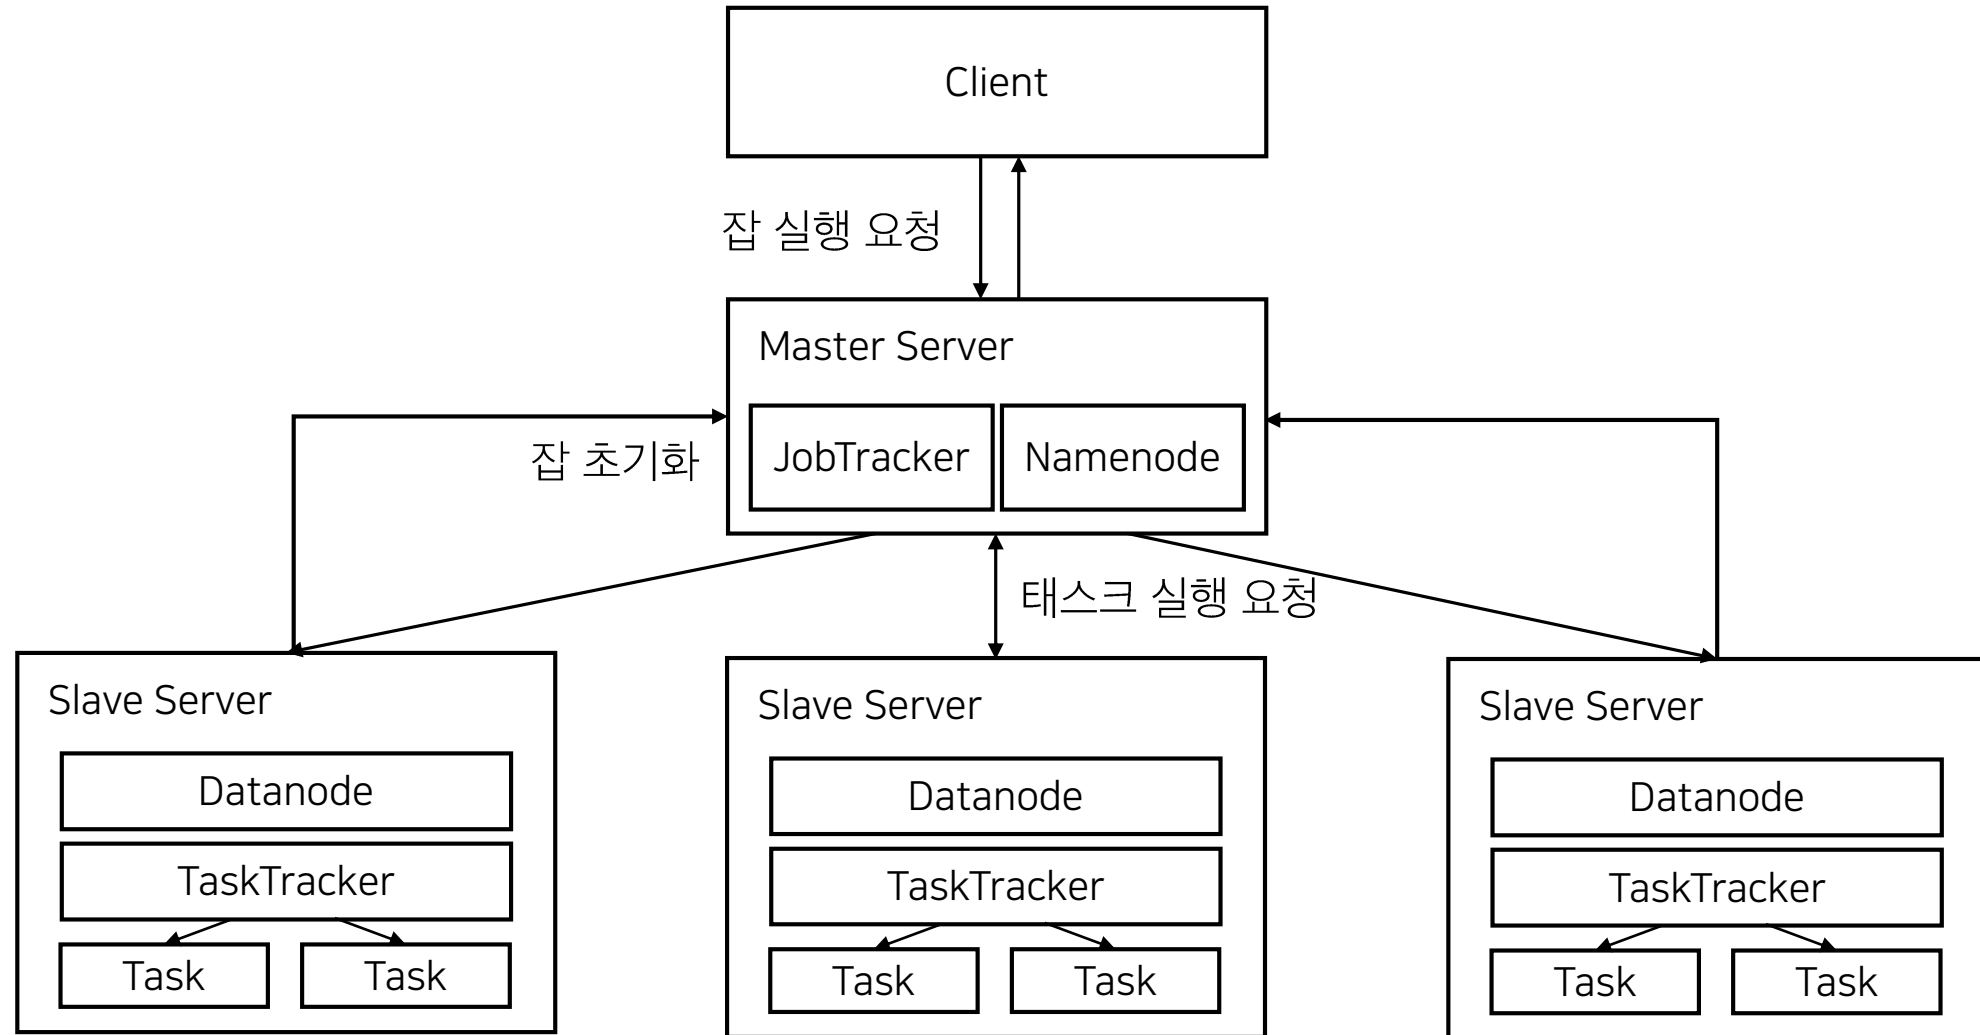 Client
잡 실행 요청
Master Server
JobTracker
Namenode
잡 초기화
태스크 실행 요청
Slave Server
Datanode
TaskTracker
Task
Task
Slave Server
Datanode
TaskTracker
Task
Task
Slave Server
Datanode
TaskTracker
Task
Task